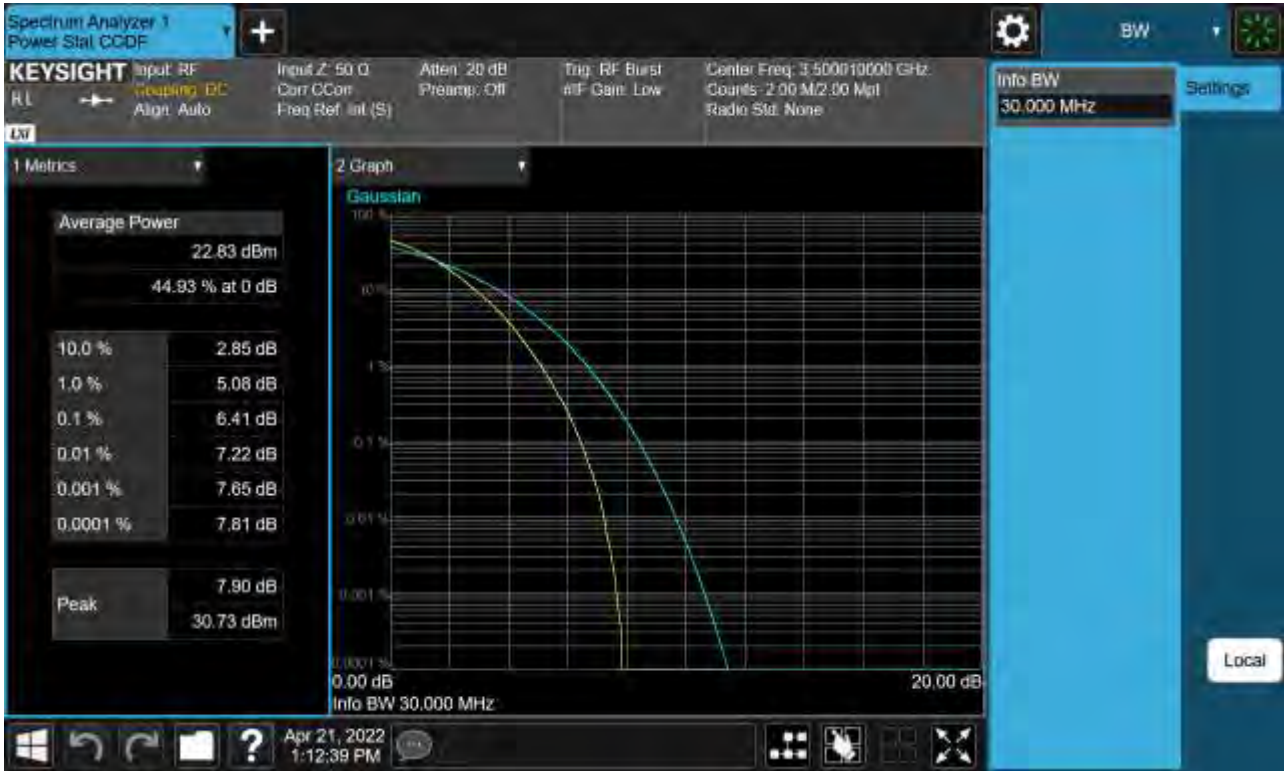 Spectrum Analyzer 1
Power Stat CCDF
BW
KEYSIGHT
RL
LXI
Input: RF
Coupling: DC
Align: Auto
Input Z: 50 Ω
Corr CCorr
Freq Ref: Int (S)
Atten: 20 dB
Preamp: Off
Trig: RF Burst
#IF Gain: Low
Center Freq: 3.500010000 GHz
Counts: 2.00 M/2.00 Mpt
Radio Std: None
Info BW
30.000 MHz
Settings
1 Metrics
2 Graph
Average Power
22.83 dBm
44.93 % at 0 dB
10.0 % 2.85 dB
1.0 % 5.08 dB
0.1 % 6.41 dB
0.01 % 7.22 dB
0.001 % 7.65 dB
0.0001 % 7.81 dB
Peak
7.90 dB
30.73 dBm
Gaussian
100 %
10 %
1 %
0.1 %
0.01 %
0.001 %
0.0001 %
0.00 dB
20.00 dB
Info BW 30.000 MHz
Local
?
Apr 21, 2022
1:12:39 PM